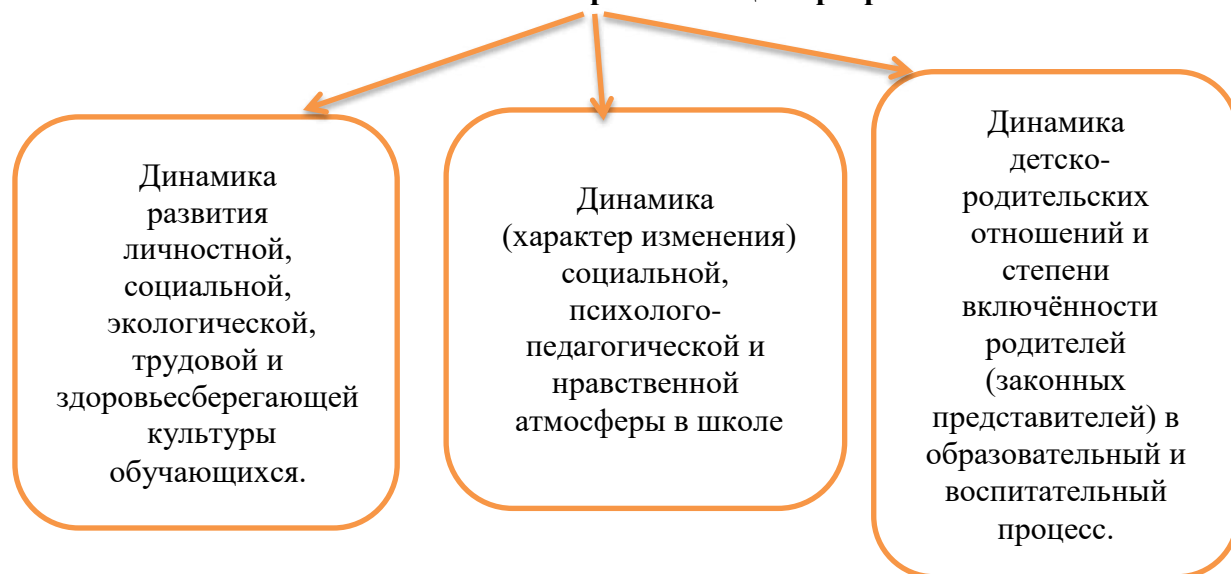 Динамика
развития
личностной,
социальной,
экологической,
трудовой и
здоровьесберегающей
культуры
обучающихся.
Динамика
(характер изменения)
социальной,
психолого-
педагогической и
нравственной
атмосферы в школе
Динамика
детско-
родительских
отношений и
степени
включённости
родителей
(законных
представителей) в
образовательный и
воспитательный
процесс.